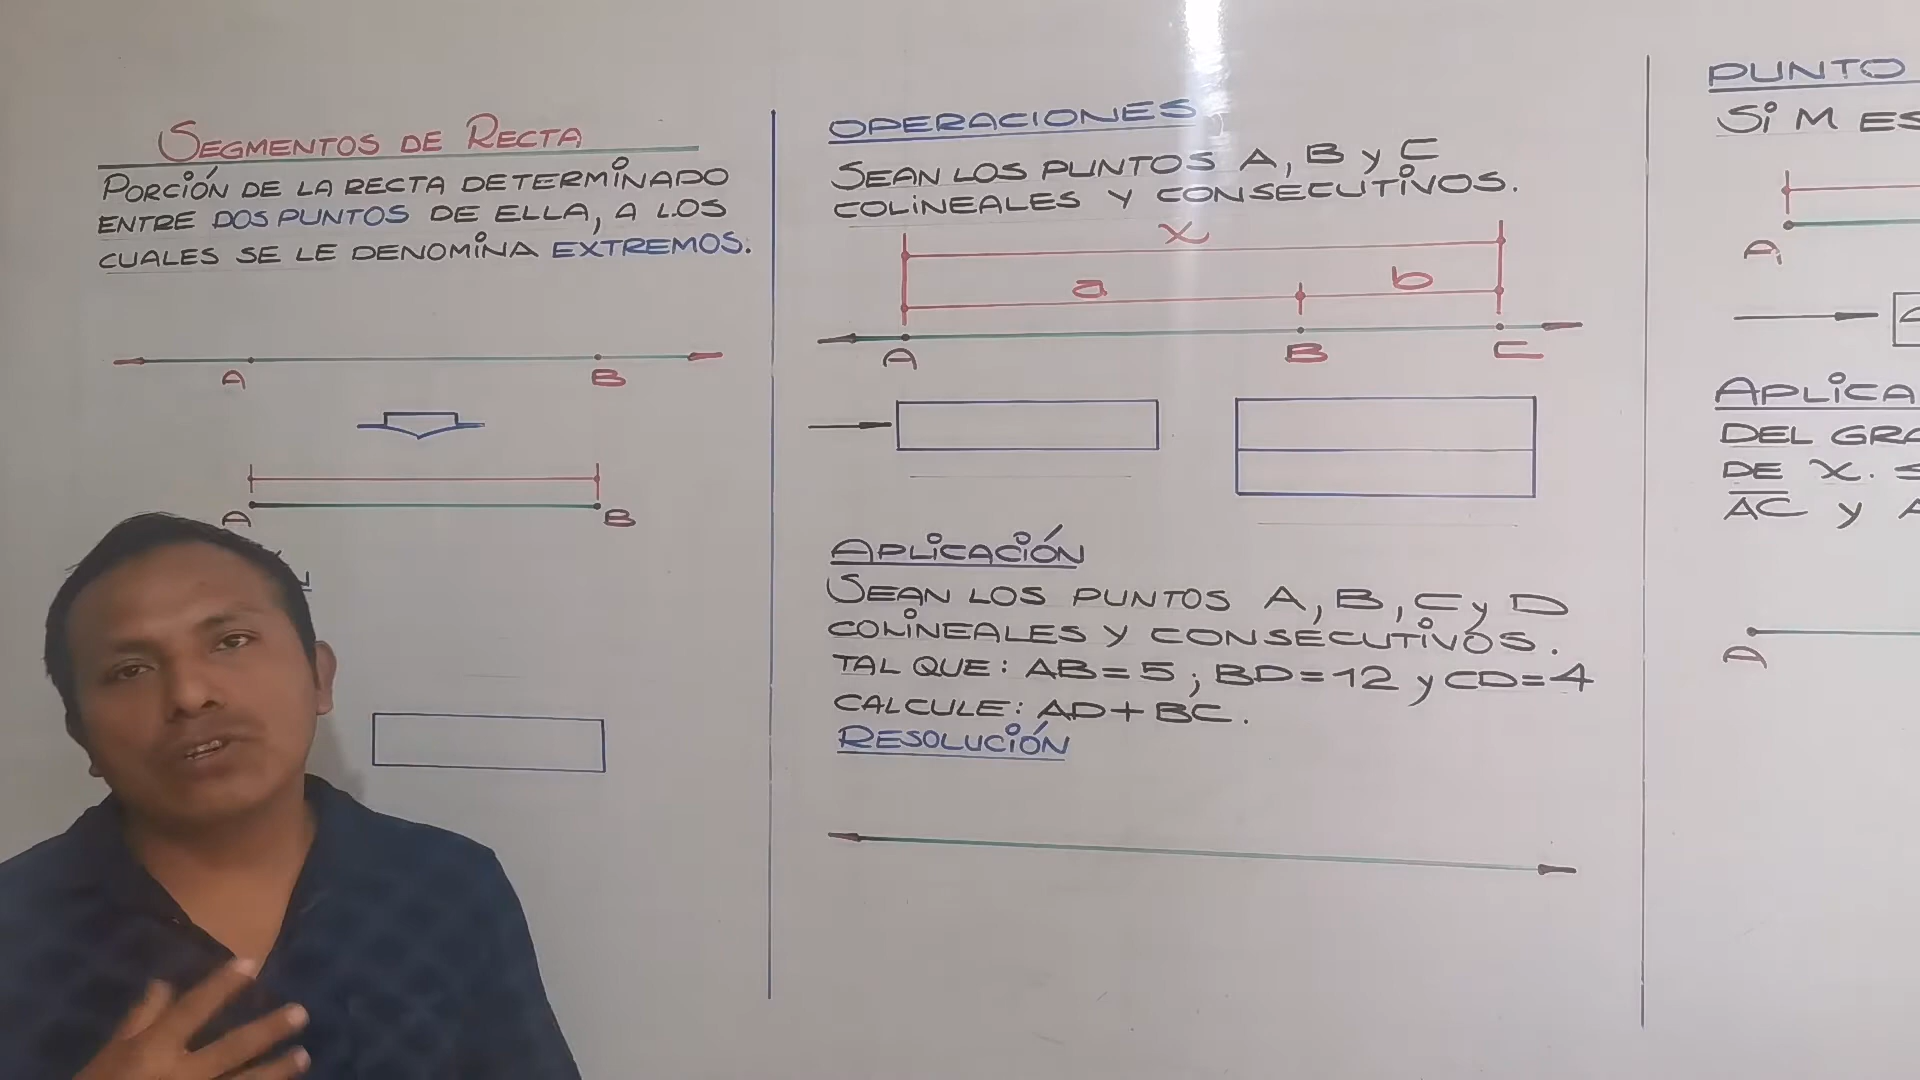 SEGMENTOS DE RECTA
PORCIÓN DE LA RECTA DETERMINADO
ENTRE DOS PUNTOS DE ELLA, A LOS
CUALES SE LE DENOMINA EXTREMOS.
A B
A B
OPERACIONES
SEAN LOS PUNTOS A, B y C
COLINEALES Y CONSECUTIVOS.
x
a b
A B C
APLICACIÓN
SEAN LOS PUNTOS A, B, C y D
COLINEALES Y CONSECUTIVOS.
TAL QUE: AB=5; BD=12 y CD=4
CALCULE: AD+BC.
RESOLUCIÓN
PUNTO
SI M ES
A
APLICA
DEL GRA
DE X. S
AC y A
A